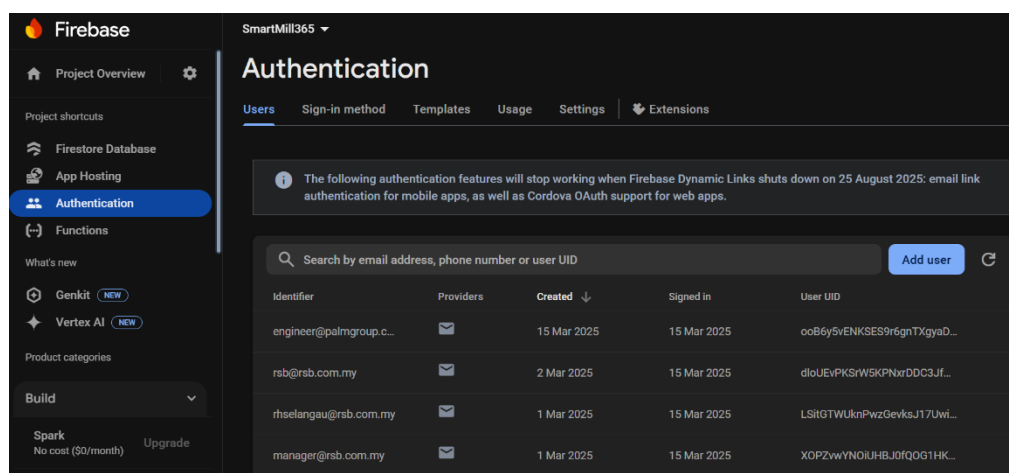 Firebase
SmartMill365
Project Overview
Authentication
Users Sign-in method Templates Usage Settings Extensions
Project shortcuts
Firestore Database
App Hosting
Authentication
Functions
The following authentication features will stop working when Firebase Dynamic Links shuts down on 25 August 2025: email link
authentication for mobile apps, as well as Cordova OAuth support for web apps.
What's new
Genkit NEW
Vertex AI NEW
Product categories
Build
Spark
No cost ($0/month)
Upgrade
Search by email address, phone number or user UID
Add user
Identifier Providers Created Signed in User UID
engineer@palmgroup.c... 15 Mar 2025 15 Mar 2025 ooB6y5vENKSES9r6gnTXgyaD...
rsb@rsb.com.my 2 Mar 2025 15 Mar 2025 dloUEvPKSrW5KPNxrDDC3Jf...
rhselangau@rsb.com.my 1 Mar 2025 15 Mar 2025 LSitGTWUknPwzGevksJ17Uwi...
manager@rsb.com.my 1 Mar 2025 15 Mar 2025 XOPZvwYNOiUHBJ0fQOG1HK...